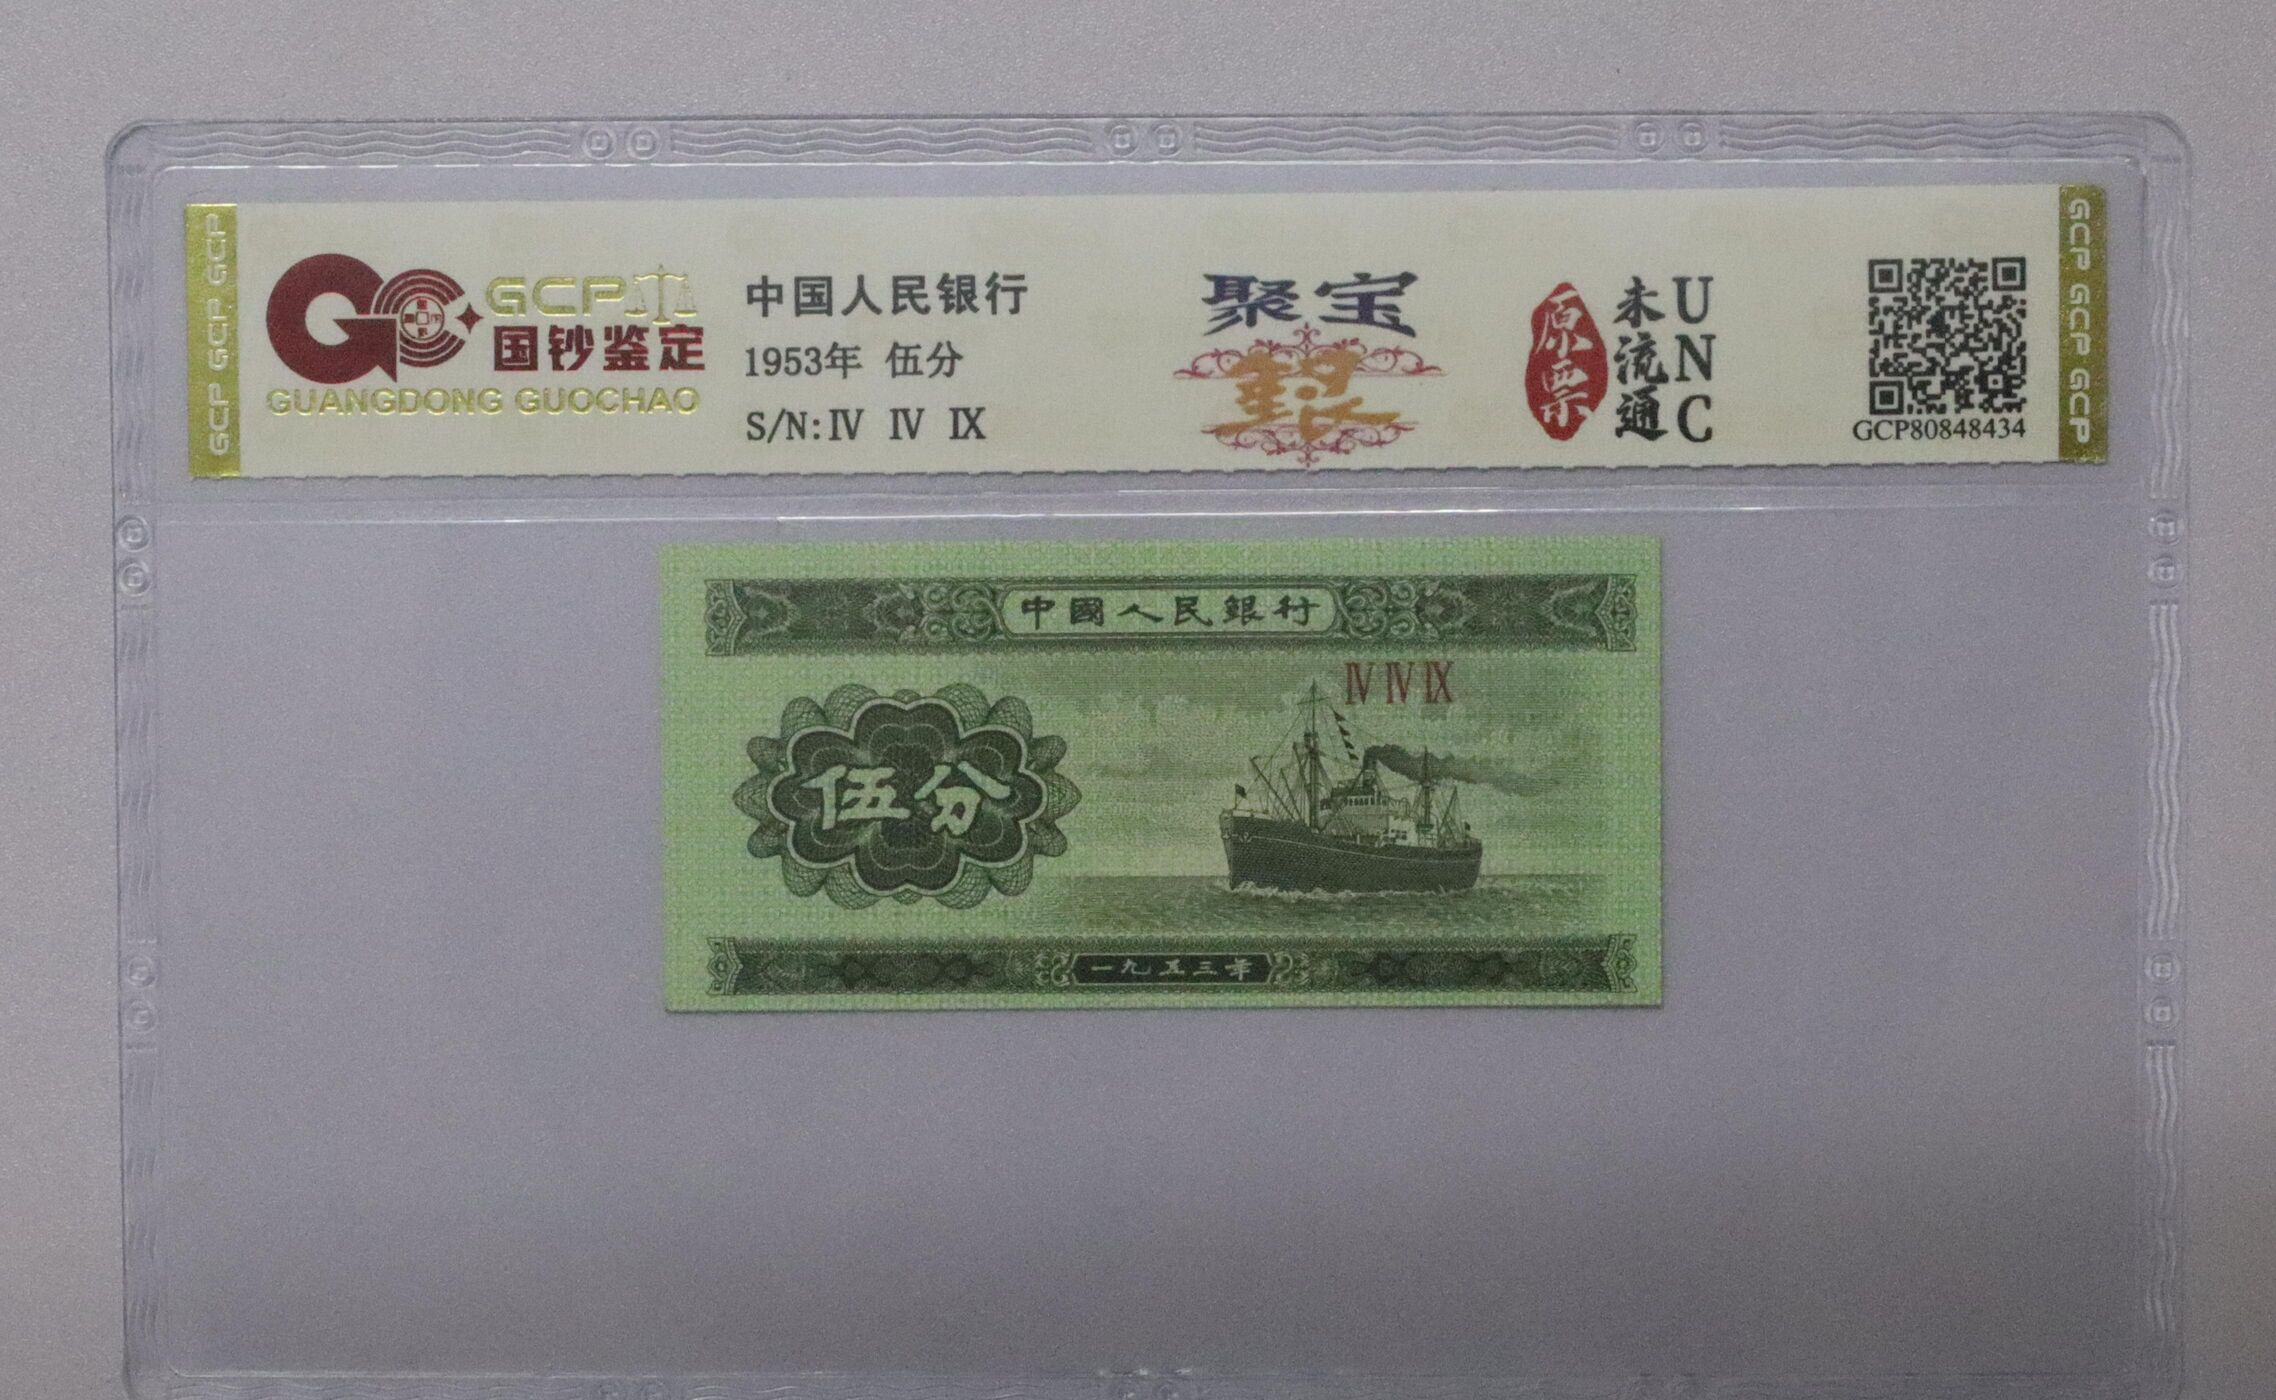 GCP GCP GCP
GCP
国钞鉴定
GUANGDONG GUOCHAO
中国人民银行
1953年 伍分
S/N:Ⅳ Ⅳ Ⅸ
聚宝
原票
未流通
UNC
GCP80848434
GCP GCP GCP
中國人民銀行
Ⅳ Ⅳ Ⅸ
伍分
一九五三年